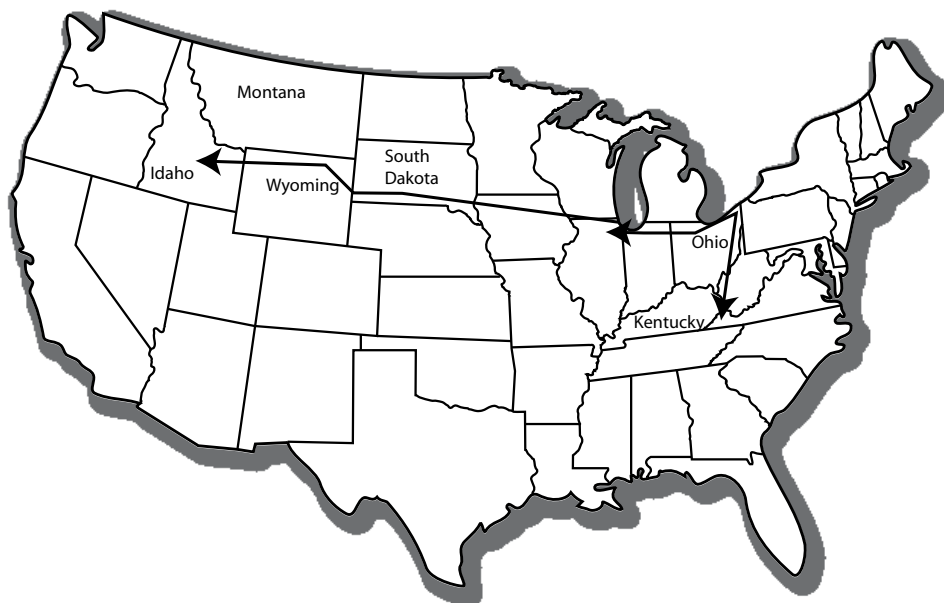 Montana
South
Dakota
Idaho
Wyoming
Ohio
Kentucky